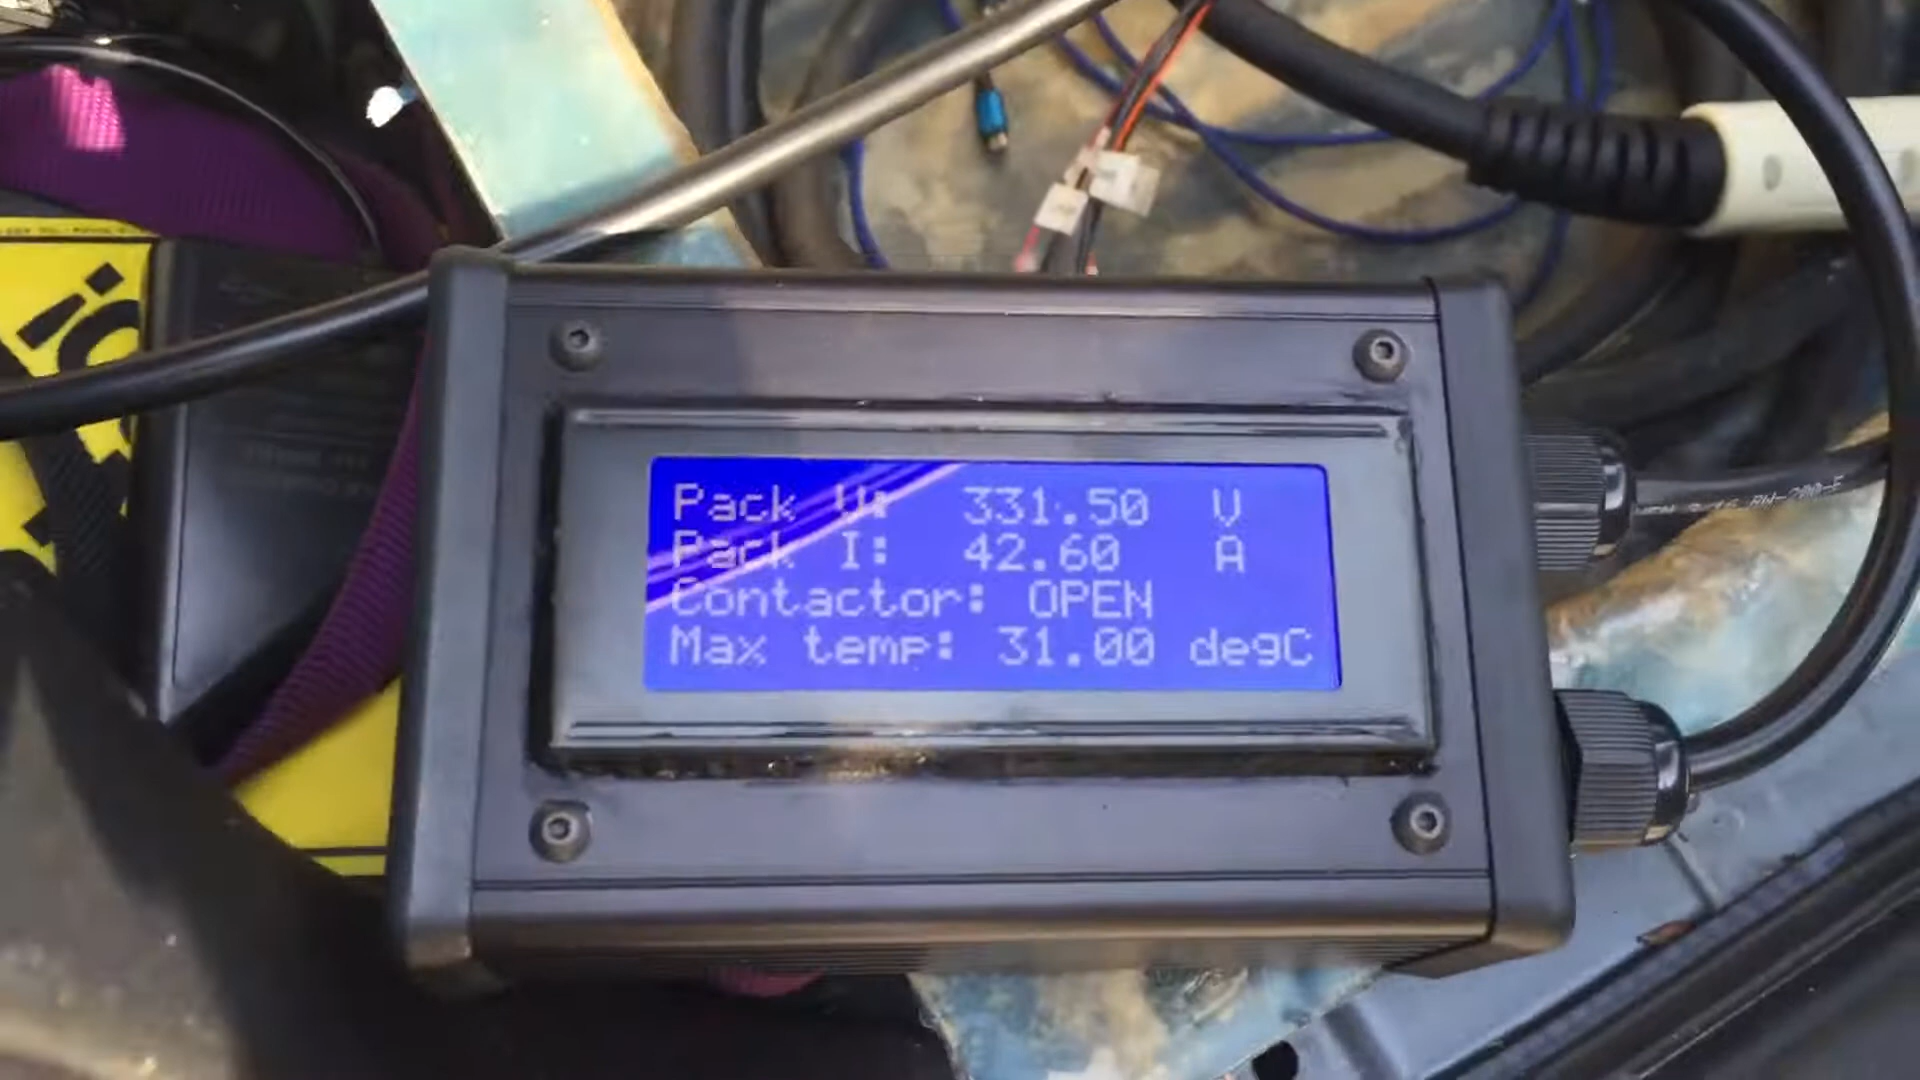 Pack V: 331.50 V
Pack I: 42.60 A
Contactor: OPEN
Max temp: 31.00 degC